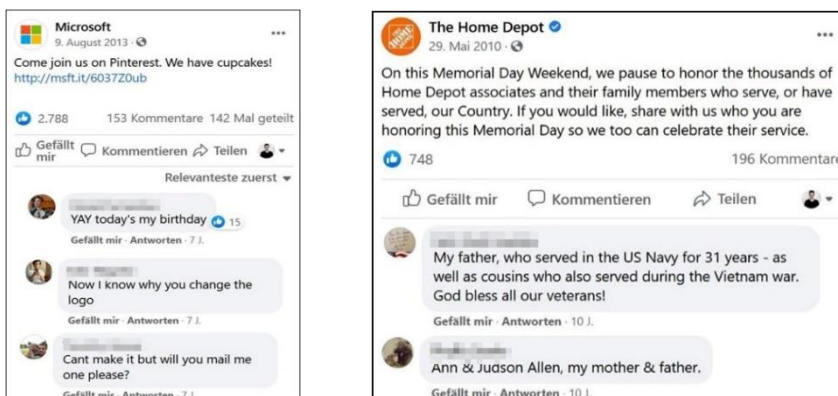 Microsoft
9. August 2013 ·
Come join us on Pinterest. We have cupcakes!
http://msft.it/6037Z0ub
2.788 153 Kommentare 142 Mal geteilt
Gefällt mir Kommentieren Teilen
Relevanteste zuerst
YAY today's my birthday 15
Gefällt mir · Antworten · 7 J.
Now I know why you change the
logo
Gefällt mir · Antworten · 7 J.
Cant make it but will you mail me
one please?
Gefällt mir · Antworten · 7 J.
THE HOME
The Home Depot
29. Mai 2010 ·
On this Memorial Day Weekend, we pause to honor the thousands of
Home Depot associates and their family members who serve, or have
served, our Country. If you would like, share with us who you are
honoring this Memorial Day so we too can celebrate their service.
748 196 Kommentare
Gefällt mir Kommentieren Teilen
My father, who served in the US Navy for 31 years - as
well as cousins who also served during the Vietnam war.
God bless all our veterans!
Gefällt mir · Antworten · 10 J.
Ann & Judson Allen, my mother & father.
Gefällt mir · Antworten · 10 J.